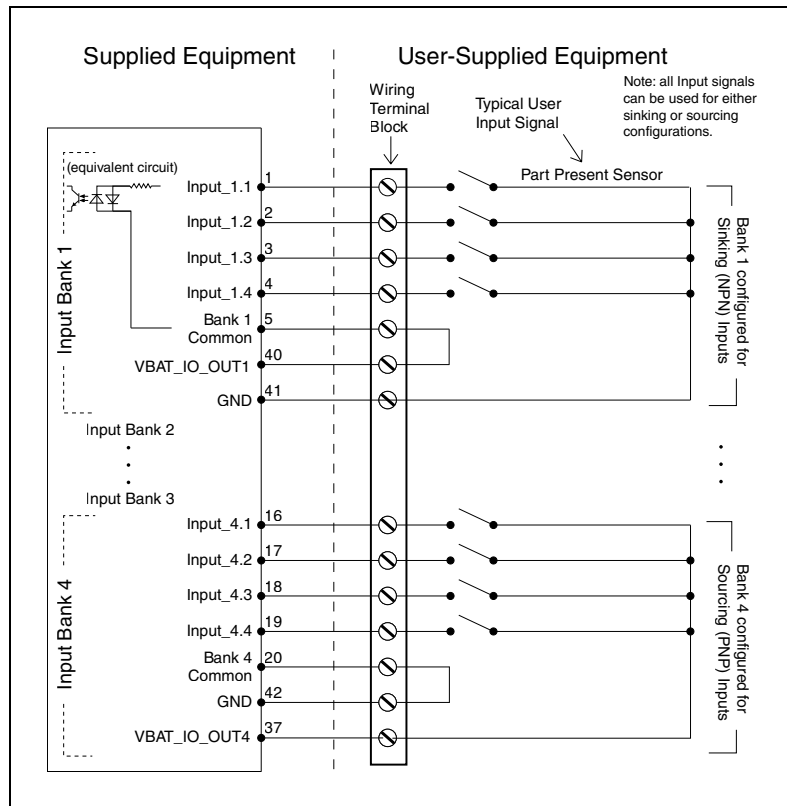 Supplied Equipment
User-Supplied Equipment
Wiring
Terminal
Block
Typical User
Input Signal
Note: all Input signals
can be used for either
sinking or sourcing
configurations.
(equivalent circuit)
Part Present Sensor
Input Bank 1
Input_1.1 1
Input_1.2 2
Input_1.3 3
Input_1.4 4
Bank 1
Common
5
VBAT_IO_OUT1 40
GND 41
Bank 1 configured for
Sinking (NPN) Inputs
Input Bank 2
Input Bank 3
Input Bank 4
Input_4.1 16
Input_4.2 17
Input_4.3 18
Input_4.4 19
Bank 4
Common
20
GND 42
VBAT_IO_OUT4 37
Bank 4 configured for
Sourcing (PNP) Inputs